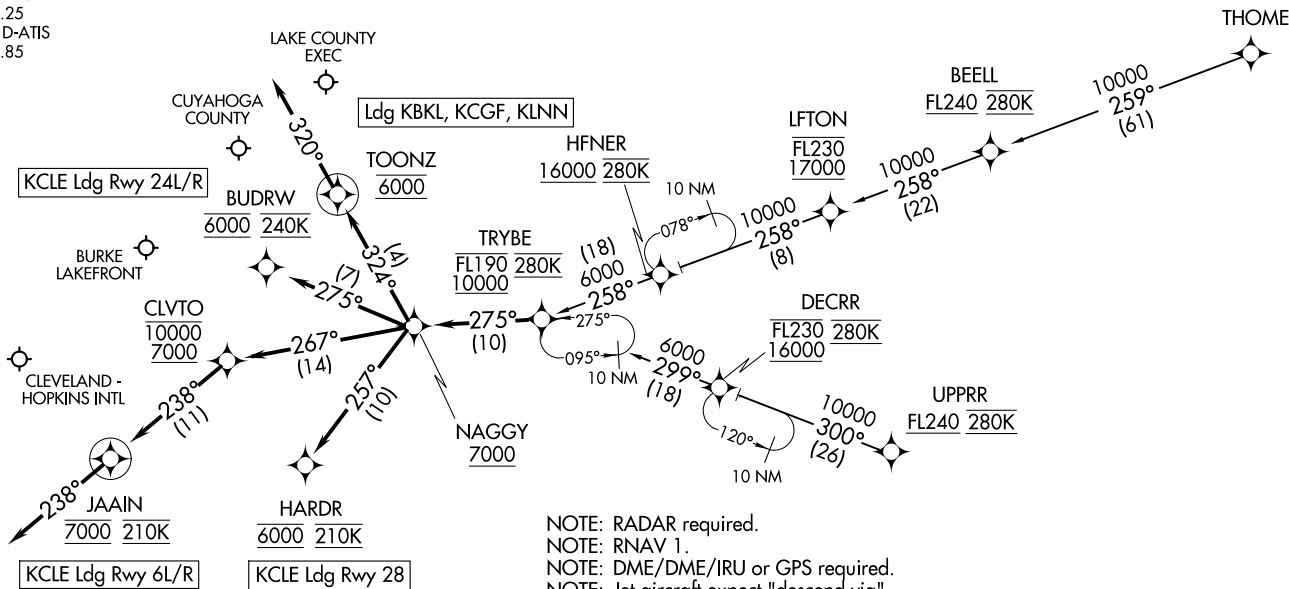 .25
D-ATIS
.85
THOME
LAKE COUNTY
EXEC
BEELL
FL240 280K
10000
259°
(61)
CUYAHOGA
COUNTY
320°
Ldg KBKL, KCGF, KLNN
LFTON
FL230
17000
10000
258°
(22)
HFNER
16000 280K
TOONZ
6000
10 NM
078°
10000
258°
(8)
KCLE Ldg Rwy 24L/R
BUDRW
6000 240K
(4)
324°
BURKE
LAKEFRONT
(7)
275°
TRYBE
FL190 280K
10000
(18)
6000
258°
CLVTO
10000
7000
267°
(14)
275°
(10)
275°
095°
10 NM
DECRR
FL230 280K
16000
6000
299°
(18)
CLEVELAND -
HOPKINS INTL
238°
(11)
257°
(10)
NAGGY
7000
120°
10 NM
10000
300°
(26)
UPPRR
FL240 280K
238°
JAAIN
7000 210K
KCLE Ldg Rwy 6L/R
HARDR
6000 210K
KCLE Ldg Rwy 28
NOTE: RADAR required.
NOTE: RNAV 1.
NOTE: DME/DME/IRU or GPS required.
NOTE: Jet aircraft expect "descend via"